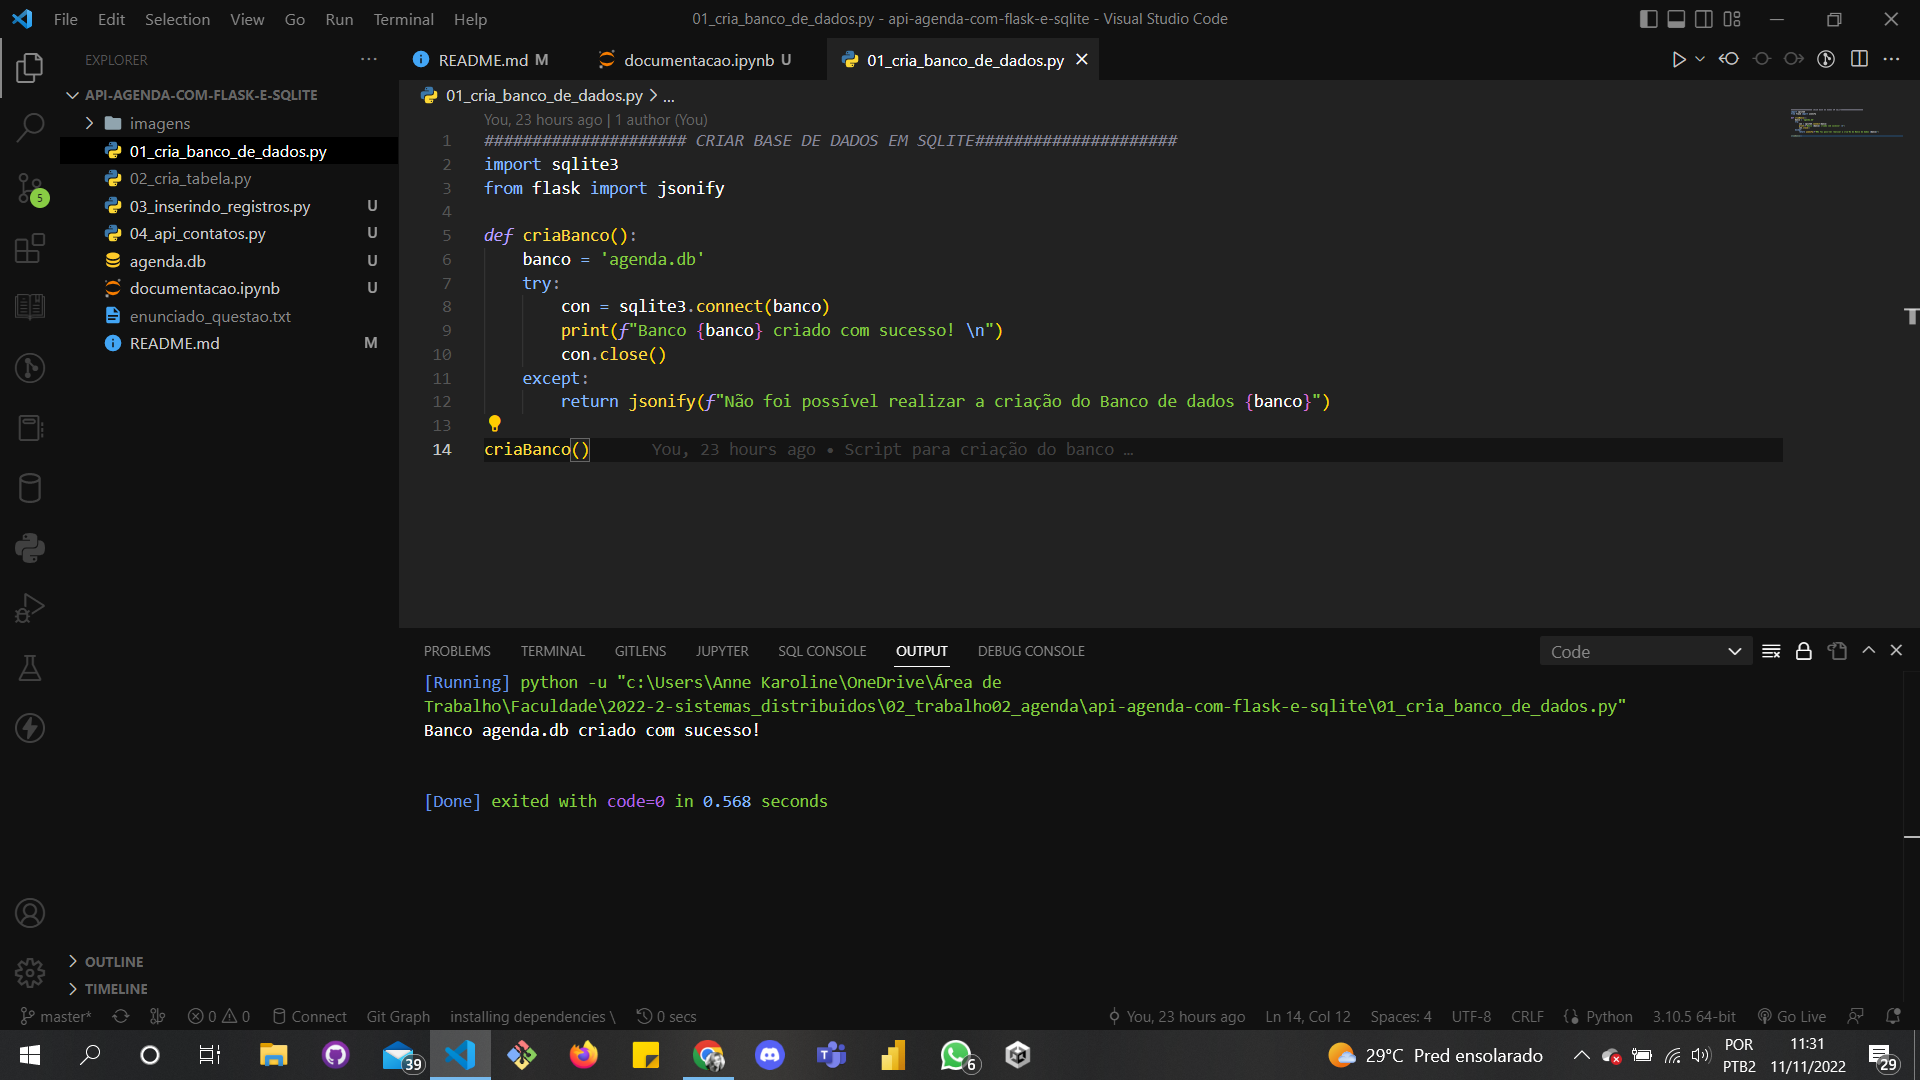 File Edit Selection View Go Run Terminal Help
01_cria_banco_de_dados.py - api-agenda-com-flask-e-sqlite - Visual Studio Code
EXPLORER
API-AGENDA-COM-FLASK-E-SQLITE
imagens
01_cria_banco_de_dados.py
02_cria_tabela.py
03_inserindo_registros.py U
04_api_contatos.py U
agenda.db U
documentacao.ipynb U
enunciado_questao.txt
README.md M
5
OUTLINE
TIMELINE
README.md M
documentacao.ipynb U
01_cria_banco_de_dados.py
01_cria_banco_de_dados.py > ...
You, 23 hours ago | 1 author (You)
1 ##################### CRIAR BASE DE DADOS EM SQLITE#####################
2 import sqlite3
3 from flask import jsonify
4
5 def criaBanco():
6 banco = 'agenda.db'
7 try:
8 con = sqlite3.connect(banco)
9 print(f"Banco {banco} criado com sucesso! \n")
10 con.close()
11 except:
12 return jsonify(f"Não foi possível realizar a criação do Banco de dados {banco}")
13
14 criaBanco() You, 23 hours ago • Script para criação do banco …
PROBLEMS TERMINAL GITLENS JUPYTER SQL CONSOLE OUTPUT DEBUG CONSOLE
Code
[Running] python -u "c:\Users\Anne Karoline\OneDrive\Área de
Trabalho\Faculdade\2022-2-sistemas_distribuidos\02_trabalho02_agenda\api-agenda-com-flask-e-sqlite\01_cria_banco_de_dados.py"
Banco agenda.db criado com sucesso!
[Done] exited with code=0 in 0.568 seconds
master* 0 0 Connect Git Graph installing dependencies \ 0 secs
You, 23 hours ago Ln 14, Col 12 Spaces: 4 UTF-8 CRLF Python 3.10.5 64-bit Go Live
39
6
29°C Pred ensolarado
POR
PTB2
11:31
11/11/2022
29